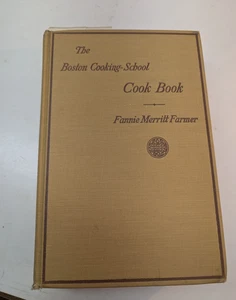 The
Boston Cooking-School
Cook Book
Fannie Merritt Farmer